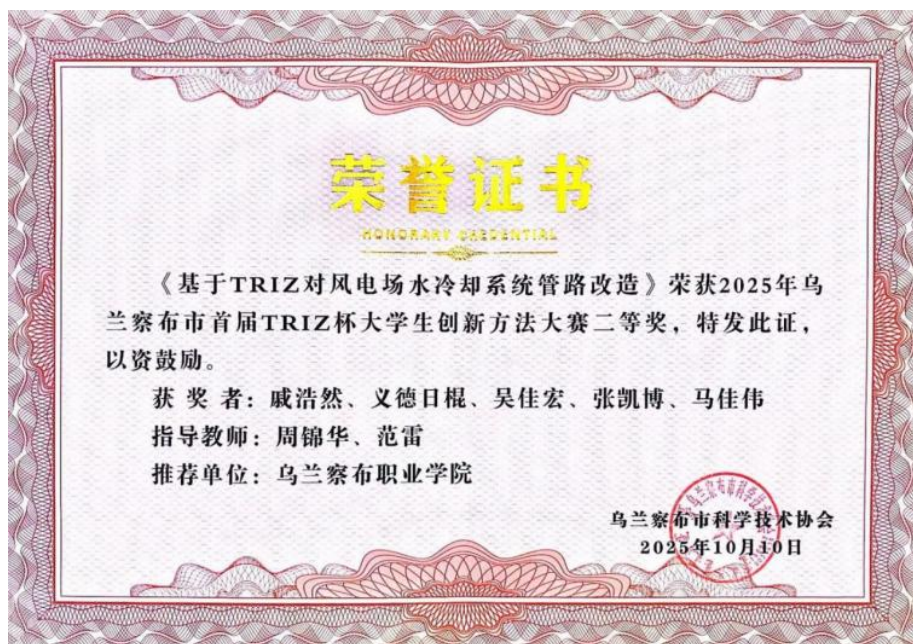 荣誉证书
HONORARY CREDENTIAL
《基于TRIZ对风电场水冷却系统管路改造》荣获2025年乌
兰察布市首届TRIZ杯大学生创新方法大赛二等奖，特发此证，
以资鼓励。
获奖者：戚浩然、义德日棍、吴佳宏、张凯博、马佳伟
指导教师：周锦华、范雷
推荐单位：乌兰察布职业学院
乌兰察布市科学技术协会
2025年10月10日